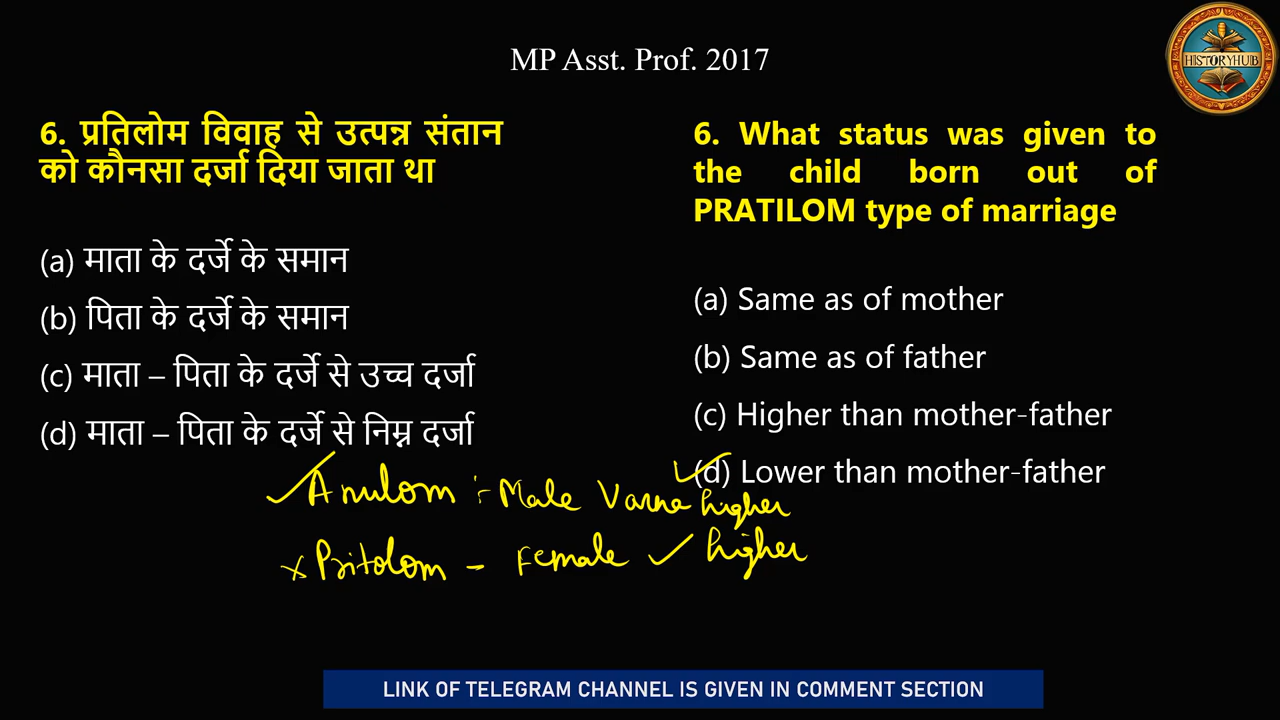 MP Asst. Prof. 2017
HISTORYHUB
6. प्रतिलोम विवाह से उत्पन्न संतान
को कौनसा दर्जा दिया जाता था
(a) माता के दर्जे के समान
(b) पिता के दर्जे के समान
(c) माता – पिता के दर्जे से उच्च दर्जा
(d) माता – पिता के दर्जे से निम्न दर्जा
6. What status was given to
the child born out of
PRATILOM type of marriage
(a) Same as of mother
(b) Same as of father
(c) Higher than mother-father
(d) Lower than mother-father
✓ Anulom :- Male Varna higher
x Pritolom - Female ✓ higher
LINK OF TELEGRAM CHANNEL IS GIVEN IN COMMENT SECTION